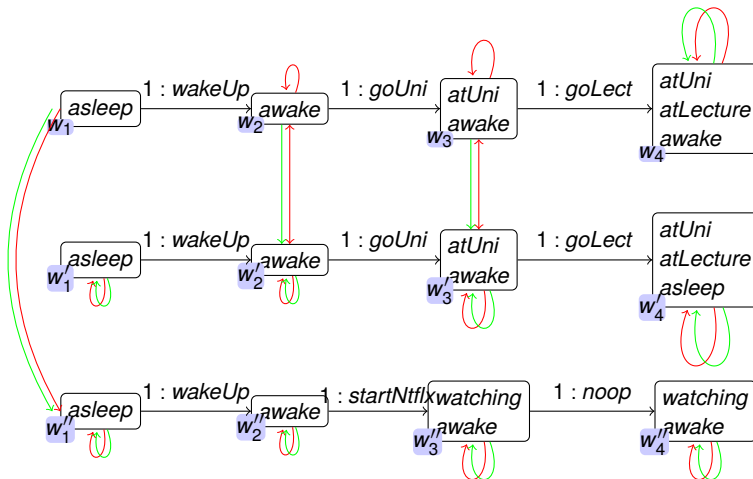 1 : wakeUp 1 : goUni 1 : goLect
asleep awake atUni atUni
awake atLecture
awake
w₁ w₂ w₃ w₄
1 : wakeUp 1 : goUni 1 : goLect
asleep awake atUni atUni
awake atLecture
asleep
w₁′ w₂′ w₃′ w₄′
1 : wakeUp 1 : startNtflx 1 : noop
asleep awake watching watching
awake awake
w₁″ w₂″ w₃″ w₄″